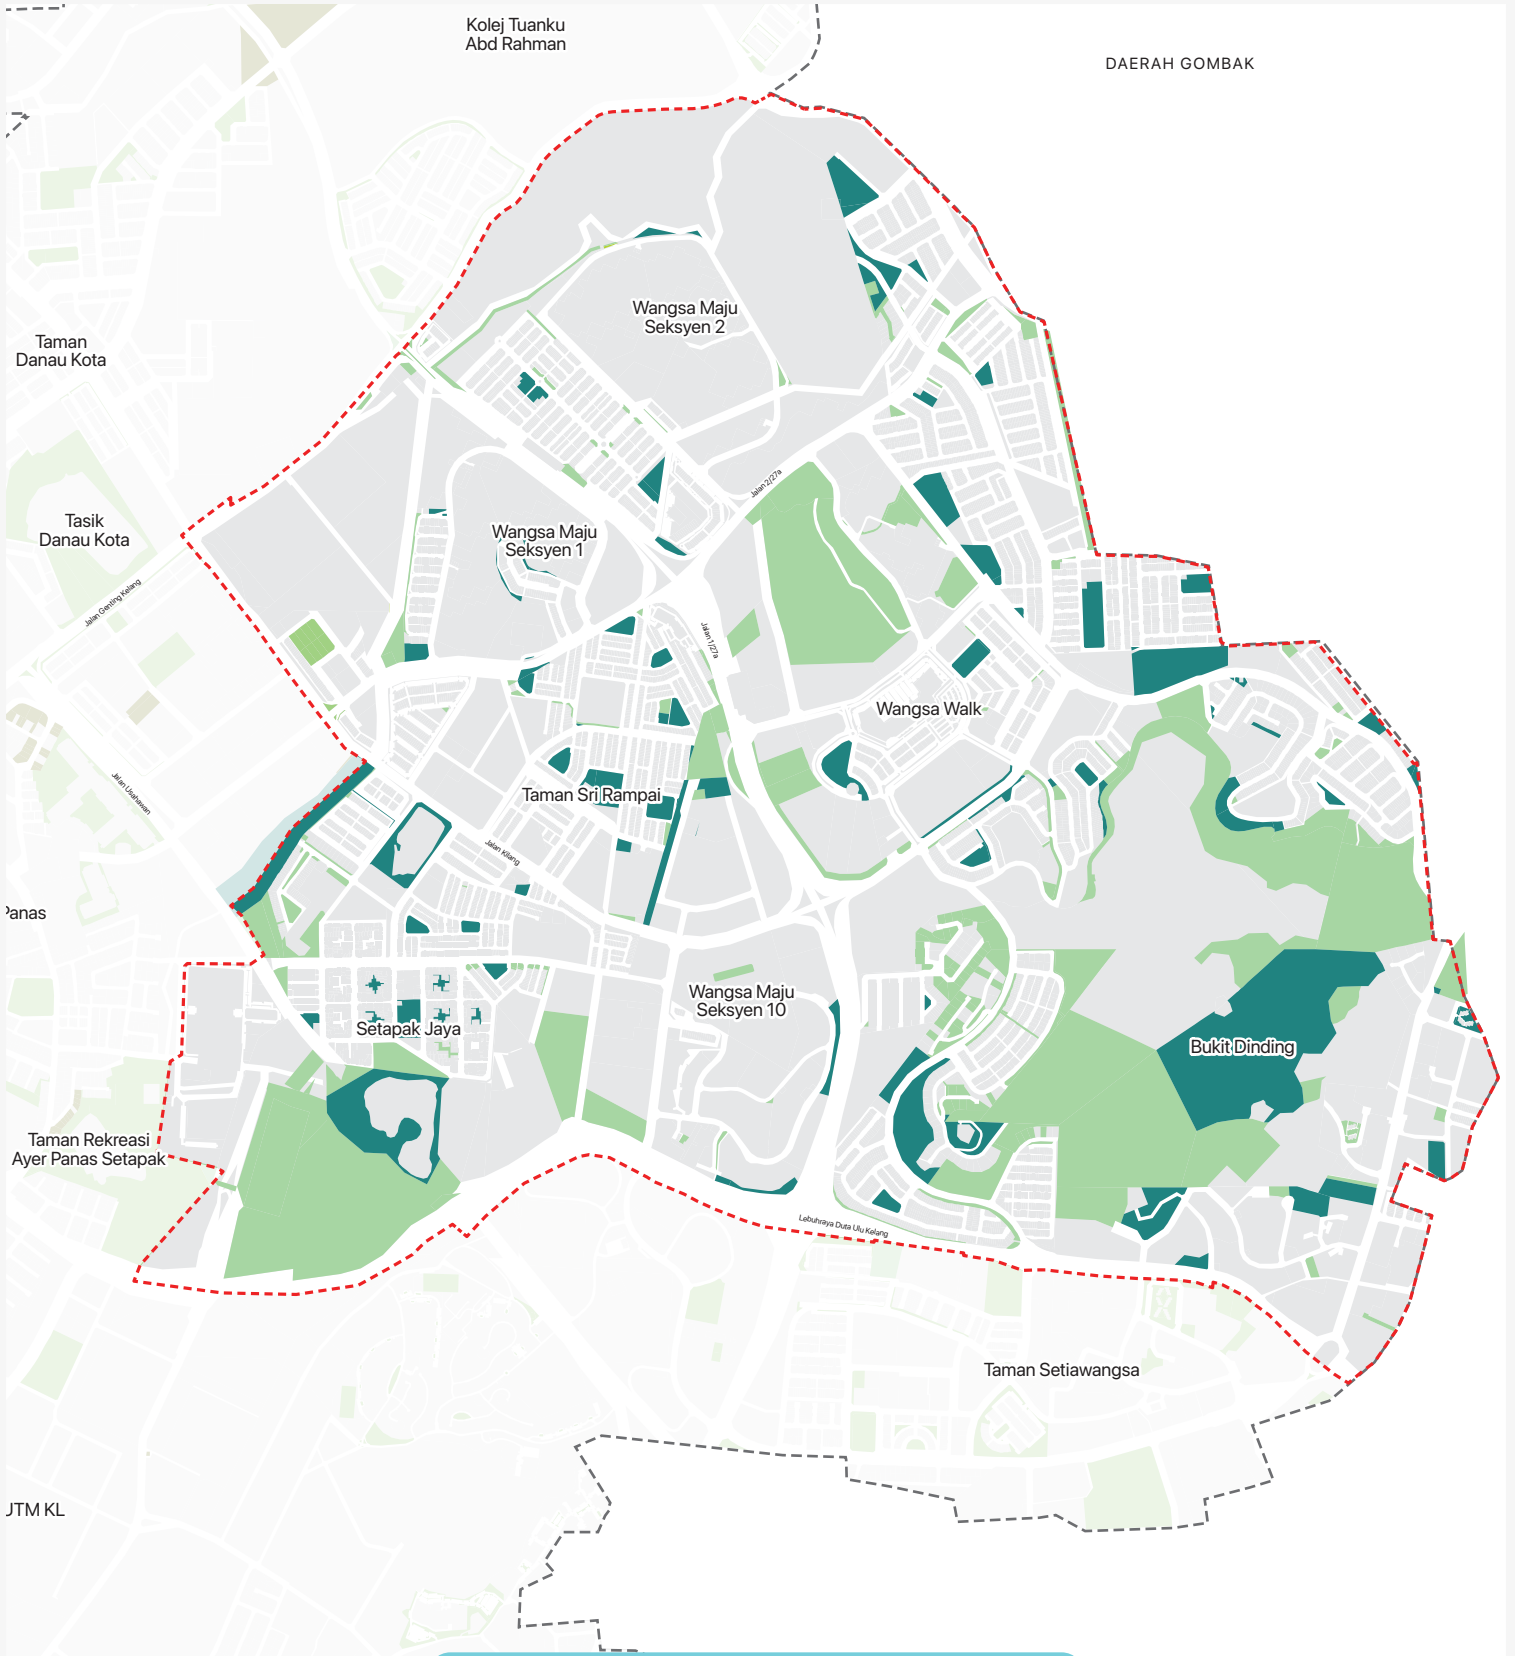 Kolej Tuanku
Abd Rahman
DAERAH GOMBAK
Wangsa Maju
Seksyen 2
Taman
Danau Kota
Jalan 2/27a
Tasik
Danau Kota
Wangsa Maju
Seksyen 1
Jalan Genting Kelang
Jalan 1/27a
Wangsa Walk
Jalan Usahawan
Taman Sri Rampai
Jalan Kilang
Panas
Wangsa Maju
Seksyen 10
Setapak Jaya
Bukit Dinding
Taman Rekreasi
Ayer Panas Setapak
Lebuhraya Duta Ulu Kelang
Taman Setiawangsa
UTM KL